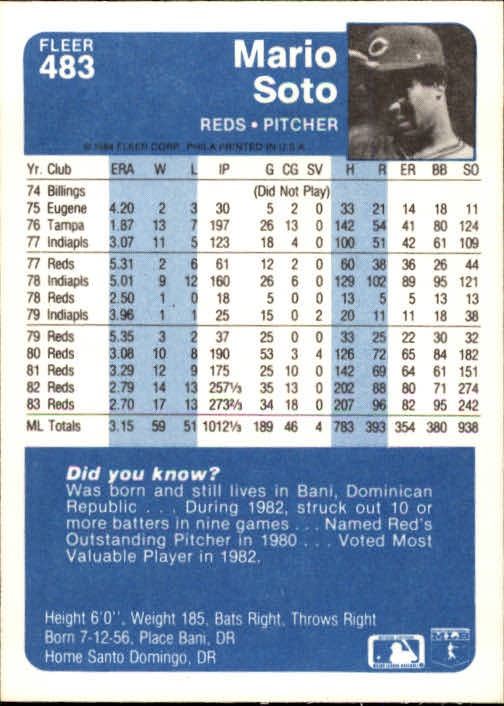 FLEER
483
Mario
Soto
REDS • PITCHER
© 1984 FLEER CORP. PHILA PRINTED IN U.S.A.
Yr. Club ERA W L IP G CG SV H R ER BB SO
74 Billings (Did Not Play)
75 Eugene 4.20 2 3 30 5 2 0 33 21 14 18 11
76 Tampa 1.87 13 7 197 26 13 0 142 54 41 80 124
77 Indiapls 3.07 11 5 123 18 4 0 100 51 42 61 109
77 Reds 5.31 2 6 61 12 2 0 60 38 36 26 44
78 Indiapls 5.01 9 12 160 26 6 0 129 102 89 95 121
78 Reds 2.50 1 0 18 5 0 0 13 5 5 13 13
79 Indiapls 3.96 1 1 25 15 0 2 20 11 11 18 38
79 Reds 5.35 3 2 37 25 0 0 33 25 22 30 32
80 Reds 3.08 10 8 190 53 3 4 126 72 65 84 182
81 Reds 3.29 12 9 175 25 10 0 142 69 64 61 151
82 Reds 2.79 14 13 257⅓ 35 13 0 202 88 80 71 274
83 Reds 2.70 17 13 273⅔ 34 18 0 207 96 82 95 242
ML Totals 3.15 59 51 1012⅓ 189 46 4 783 393 354 380 938
Did you know?
Was born and still lives in Bani, Dominican
Republic . . . During 1982, struck out 10 or
more batters in nine games . . . Named Red's
Outstanding Pitcher in 1980 . . . Voted Most
Valuable Player in 1982.
Height 6'0'', Weight 185, Bats Right, Throws Right
Born 7-12-56, Place Bani, DR
Home Santo Domingo, DR
MLB